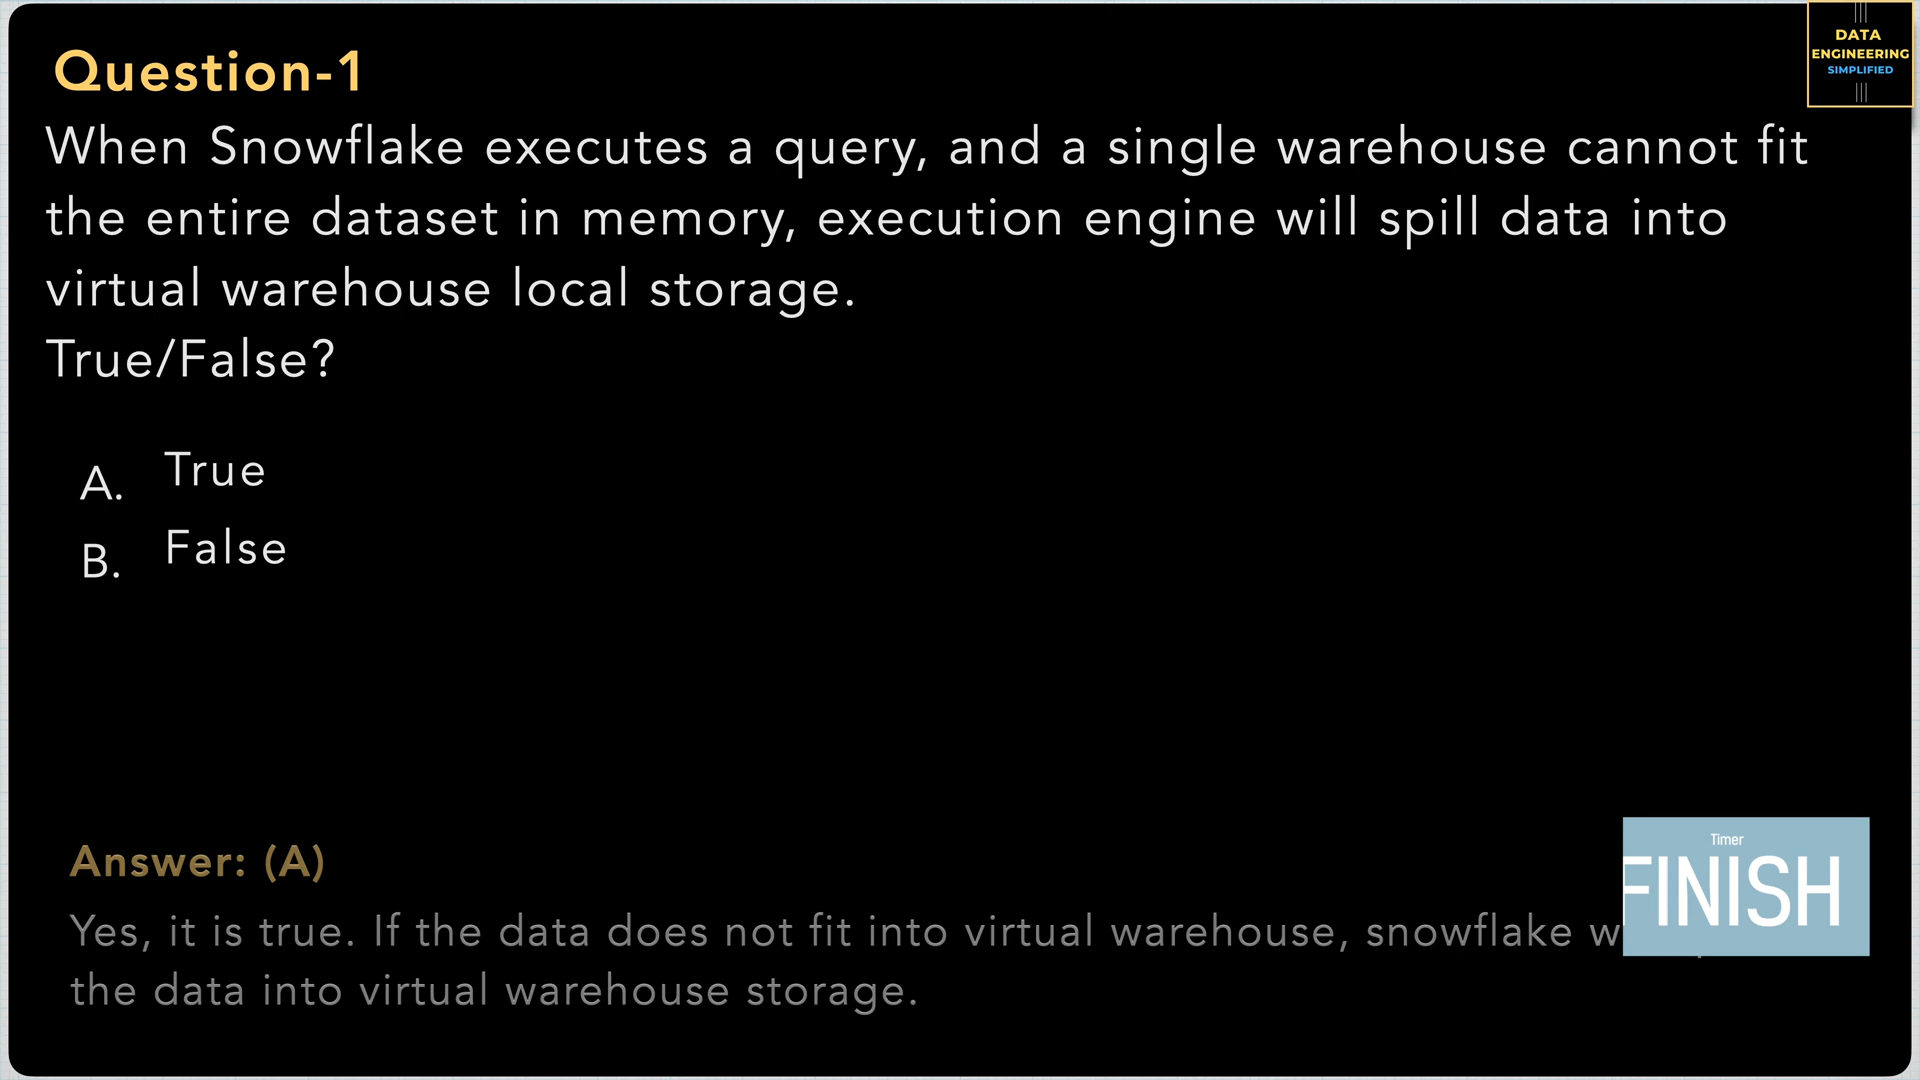 DATA
ENGINEERING
SIMPLIFIED
Question-1
When Snowflake executes a query, and a single warehouse cannot fit
the entire dataset in memory, execution engine will spill data into
virtual warehouse local storage.
True/False?
A. True
B. False
Answer: (A)
Yes, it is true. If the data does not fit into virtual warehouse, snowflake
the data into virtual warehouse storage.
Timer
FINISH